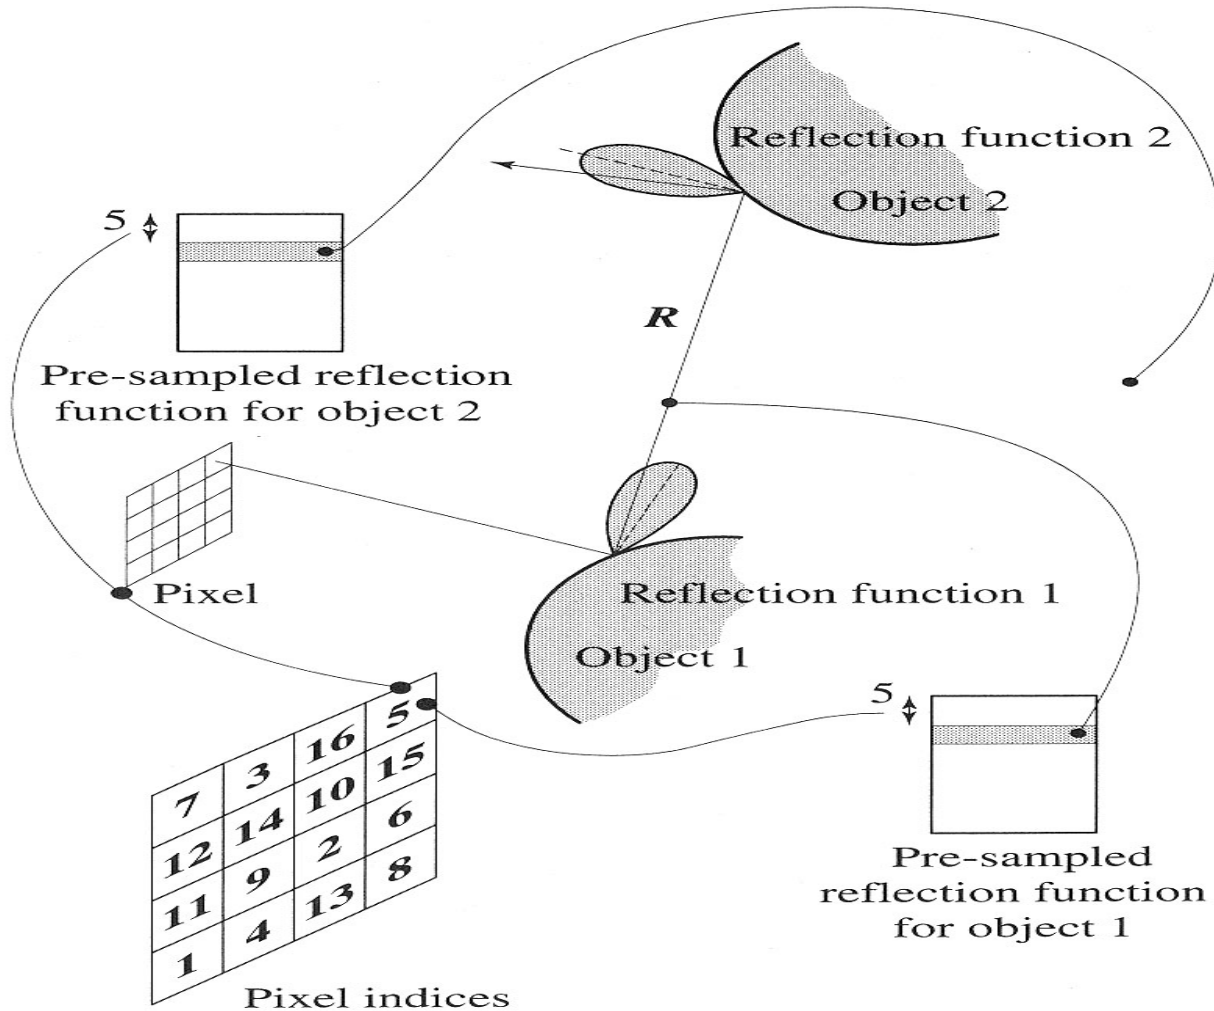 Reflection function 2
Object 2
5
R
Pre-sampled reflection
function for object 2
Pixel
Reflection function 1
Object 1
5
7 3 16 5
12 14 10 15
11 9 2 6
1 4 13 8
Pixel indices
Pre-sampled
reflection function
for object 1